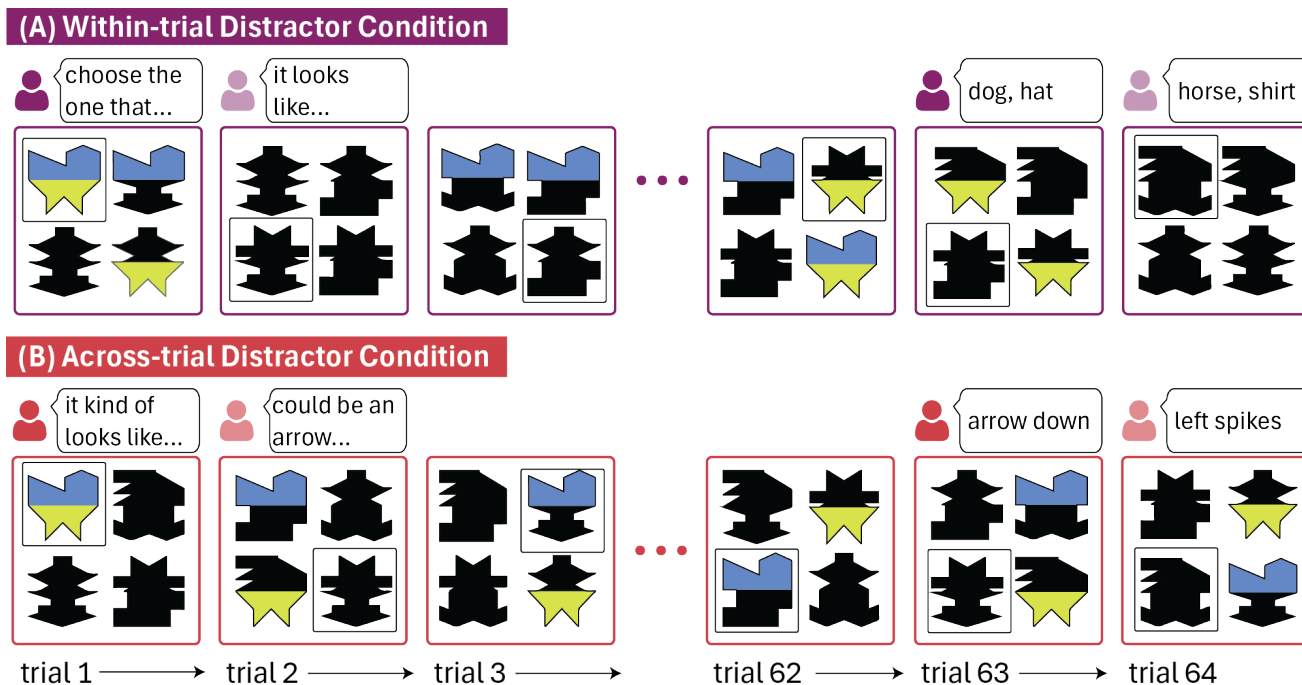 (A) Within-trial Distractor Condition
choose the
one that...
it looks
like...
dog, hat
horse, shirt
(B) Across-trial Distractor Condition
it kind of
looks like...
could be an
arrow...
arrow down
left spikes
trial 1
trial 2
trial 3
trial 62
trial 63
trial 64